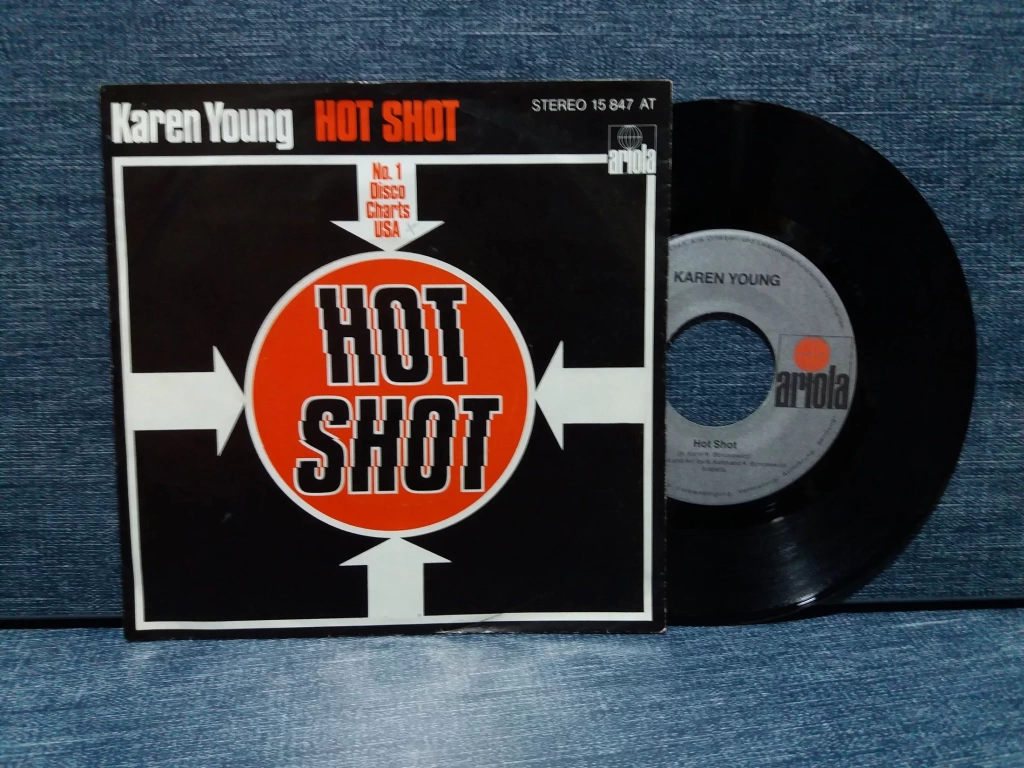 Karen Young HOT SHOT
STEREO 15 847 AT
ariola
No. 1
Disco
Charts
USA
HOT
SHOT
KAREN YOUNG
ariola
Hot Shot